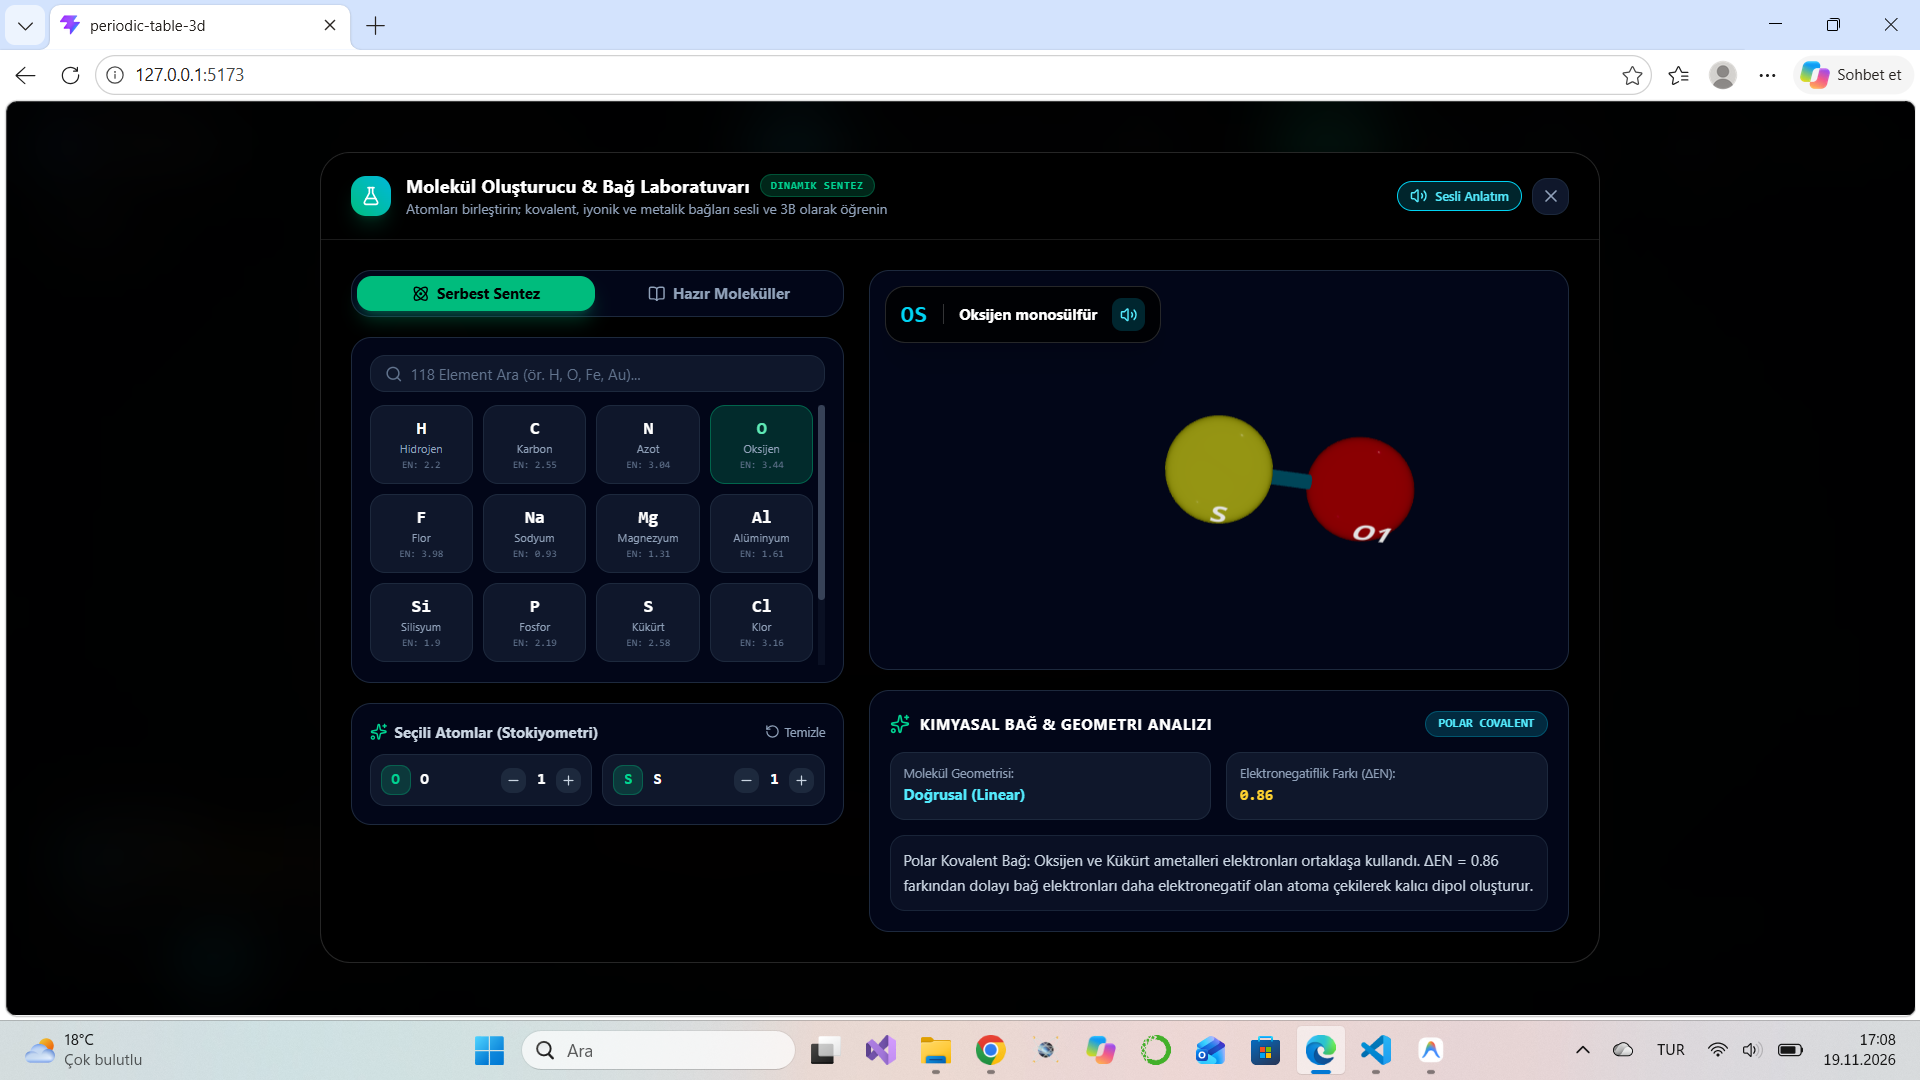 periodic-table-3d
127.0.0.1:5173
Sohbet et
Molekül Oluşturucu & Bağ Laboratuvarı
DINAMIK SENTEZ
Atomları birleştirin; kovalent, iyonik ve metalik bağları sesli ve 3B olarak öğrenin
Sesli Anlatım
Serbest Sentez
Hazır Moleküller
118 Element Ara (ör. H, O, Fe, Au)...
H
Hidrojen
EN: 2.2
C
Karbon
EN: 2.55
N
Azot
EN: 3.04
O
Oksijen
EN: 3.44
F
Flor
EN: 3.98
Na
Sodyum
EN: 0.93
Mg
Magnezyum
EN: 1.31
Al
Alüminyum
EN: 1.61
Si
Silisyum
EN: 1.9
P
Fosfor
EN: 2.19
S
Kükürt
EN: 2.58
Cl
Klor
EN: 3.16
Seçili Atomlar (Stokiyometri)
Temizle
O O − 1 +
S S − 1 +
OS
Oksijen monosülfür
S
O1
KIMYASAL BAĞ & GEOMETRI ANALIZI
POLAR COVALENT
Molekül Geometrisi:
Doğrusal (Linear)
Elektronegatiflik Farkı (ΔEN):
0.86
Polar Kovalent Bağ: Oksijen ve Kükürt ametalleri elektronları ortaklaşa kullandı. ΔEN = 0.86
farkından dolayı bağ elektronları daha elektronegatif olan atoma çekilerek kalıcı dipol oluşturur.
18°C
Çok bulutlu
Ara
TUR
17:08
19.11.2026